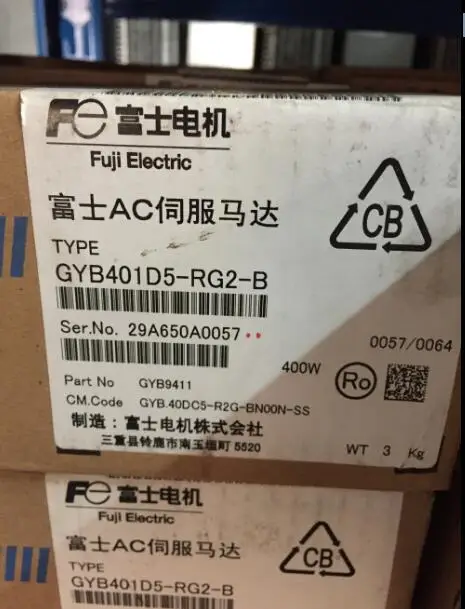 Fe 富士电机
Fuji Electric
富士AC伺服马达
CB
TYPE
GYB401D5-RG2-B
Ser.No. 29A650A0057
0057/0064
400W
Ro
Part No GYB9411
CM.Code GYB.40DC5-R2G-BN00N-SS
制造：富士电机株式会社
三重县铃鹿市南玉垣町 5520
WT 3 Kg
Fe 富士电机
Fuji Electric
富士AC伺服马达
CB
TYPE
GYB401D5-RG2-B